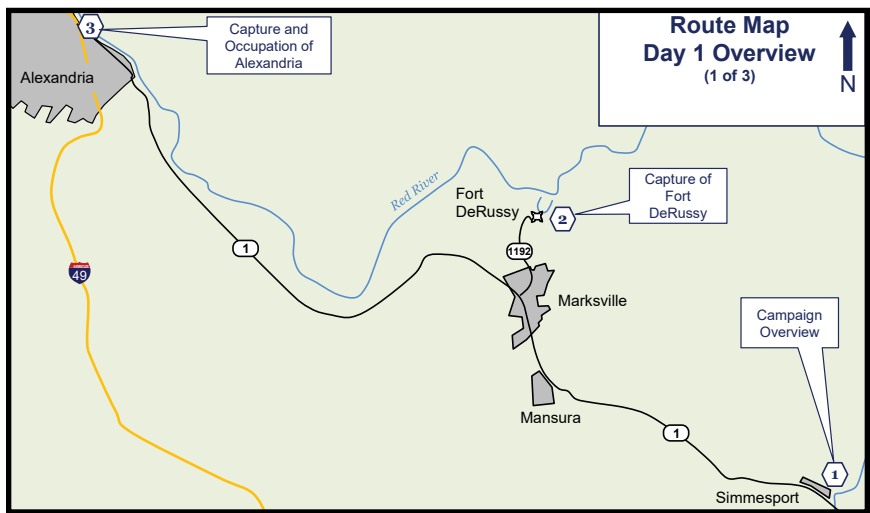 Route Map
Day 1 Overview
(1 of 3)
N
3
Capture and
Occupation of
Alexandria
Alexandria
Red River
Fort
DeRussy
2
Capture of
Fort
DeRussy
1
1192
INTERSTATE
49
Marksville
Campaign
Overview
Mansura
1
1
Simmesport